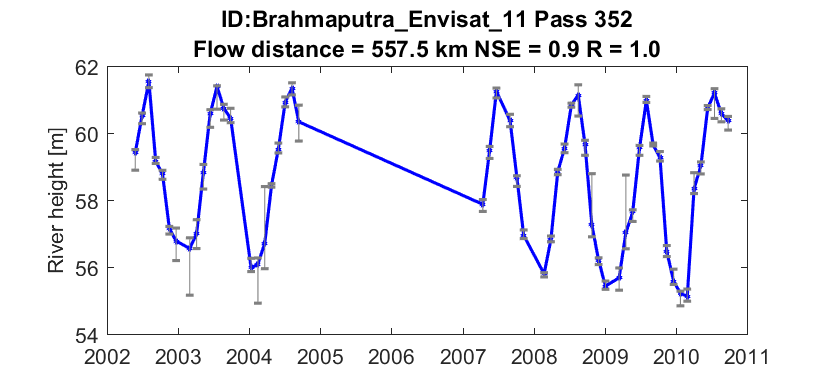 ID:Brahmaputra_Envisat_11 Pass 352
Flow distance = 557.5 km NSE = 0.9 R = 1.0
62
60
58
56
54
River height [m]
2002 2003 2004 2005 2006 2007 2008 2009 2010 2011